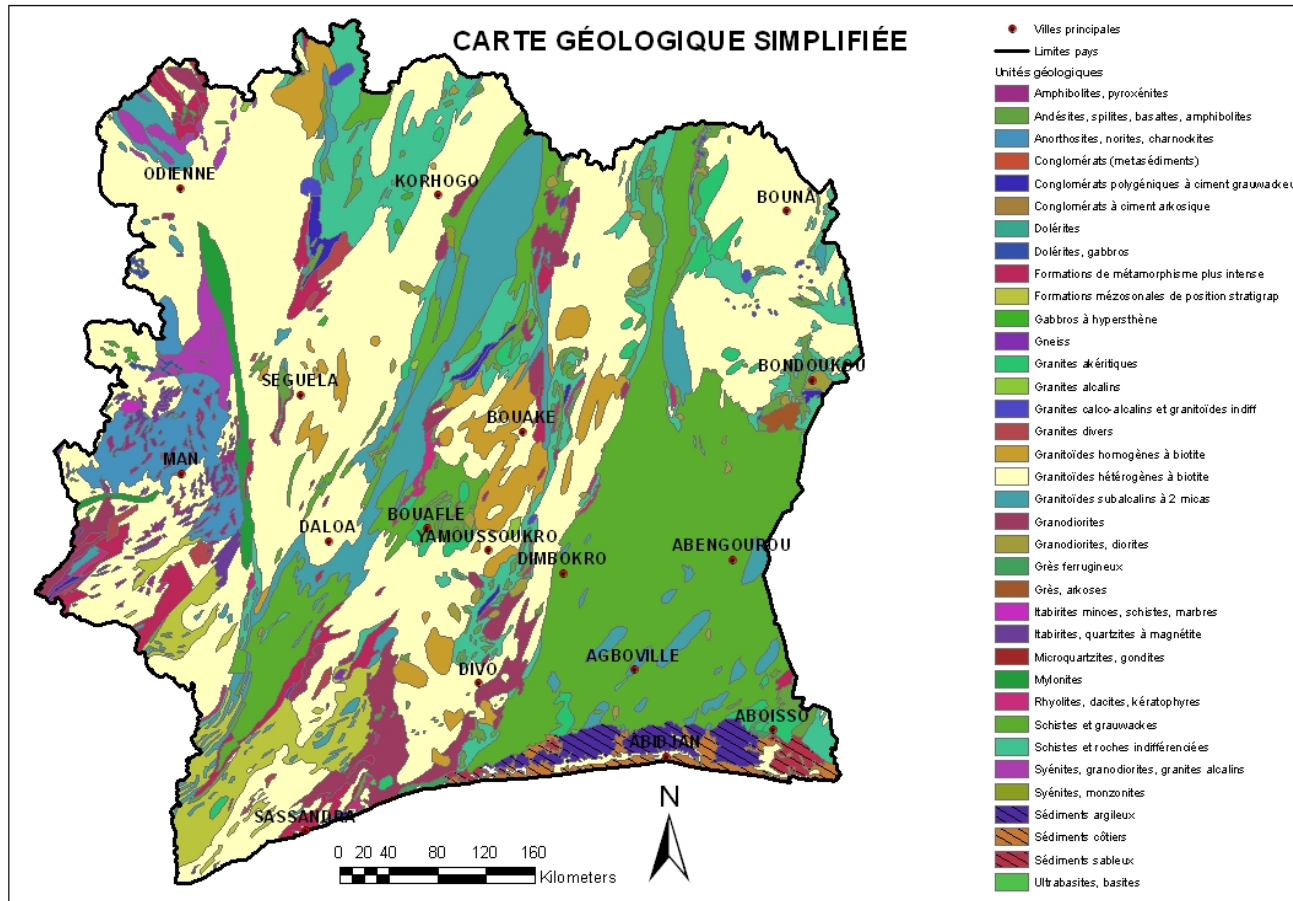 CARTE GÉOLOGIQUE SIMPLIFIÉE
ODIENNE
KORHOGO
BOUNA
SEGUELA
BONDOUKOU
BOUAKE
MAN
DALOA
BOUAFLE
YAMOUSSOUKRO
DIMBOKRO
ABENGOUROU
DIVO
AGBOVILLE
ABOISSO
ABIDJAN
SASSANDRA
N
0 20 40 80 120 160
Kilometers
Villes principales
Limites pays
Unités géologiques
Amphibolites, pyroxénites
Andésites, spilites, basaltes, amphibolites
Anorthosites, norites, charnockites
Conglomérats (metasédiments)
Conglomérats polygéniques à ciment grauwackeu
Conglomérats à ciment arkosique
Dolérites
Dolérites, gabbros
Formations de métamorphisme plus intense
Formations mézosonales de position stratigrap
Gabbros à hypersthène
Gneiss
Granites akéritiques
Granites alcalins
Granites calco-alcalins et granitoïdes indiff
Granites divers
Granitoïdes homogènes à biotite
Granitoïdes hétérogènes à biotite
Granitoïdes subalcalins à 2 micas
Granodiorites
Granodiorites, diorites
Grès ferrugineux
Grès, arkoses
Itabirites minces, schistes, marbres
Itabirites, quartzites à magnétite
Microquartzites, gondites
Mylonites
Rhyolites, dacites, kératophyres
Schistes et grauwackes
Schistes et roches indifférenciées
Syénites, granodiorites, granites alcalins
Syénites, monzonites
Sédiments argileux
Sédiments côtiers
Sédiments sableux
Ultrabasites, basites